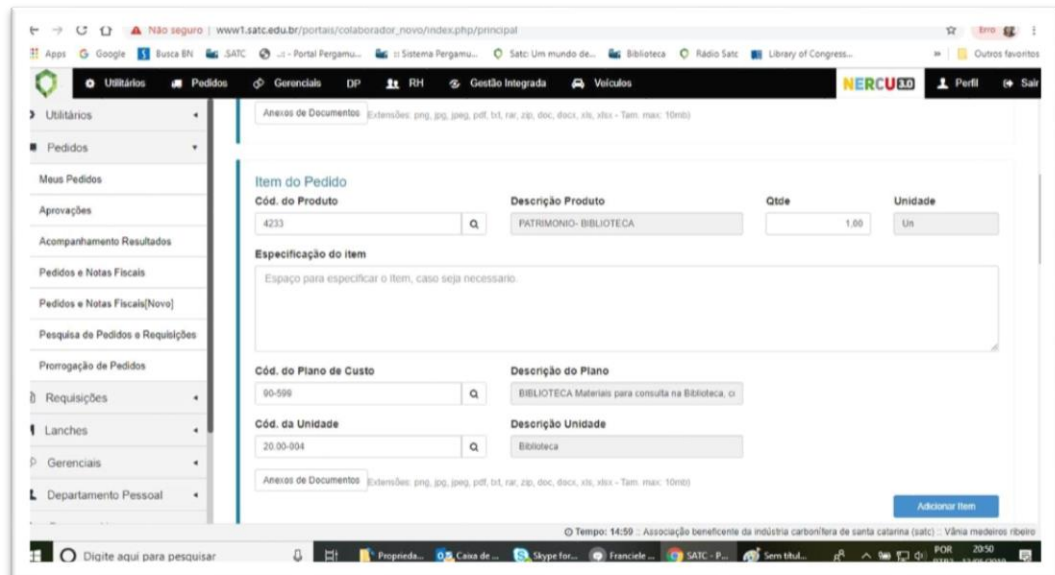 Não seguro | www1.satc.edu.br/portais/colaborador_novo/index.php/principal Erro
Apps Google Busca BN .SATC .:: - Portal Pergamu... :: Sistema Pergamu... Satc: Um mundo de... Biblioteca Rádio Satc Library of Congress... » Outros favoritos
Utilitários Pedidos Gerenciais DP RH Gestão Integrada Veículos NERCU 3.0 Perfil Sair
Utilitários
Anexos de Documentos Extensões: png, jpg, jpeg, pdf, txt, rar, zip, doc, docx, xls, xlsx - Tam. max: 10mb)
Pedidos
Meus Pedidos
Aprovações
Acompanhamento Resultados
Pedidos e Notas Fiscais
Pedidos e Notas Fiscais[Novo]
Pesquisa de Pedidos e Requisições
Prorrogação de Pedidos
Requisições
Lanches
Gerenciais
Departamento Pessoal
Item do Pedido
Cód. do Produto Descrição Produto Qtde Unidade
4233 PATRIMONIO- BIBLIOTECA 1.00 Un
Especificação do item
Espaço para especificar o item, caso seja necessario.
Cód. do Plano de Custo Descrição do Plano
90-599 BIBLIOTECA Materiais para consulta na Biblioteca, co
Cód. da Unidade Descrição Unidade
20.00-004 Biblioteca
Anexos de Documentos Extensões: png, jpg, jpeg, pdf, txt, rar, zip, doc, docx, xls, xlsx - Tam. max: 10mb)
Adicionar Item
Tempo: 14:59 :: Associação beneficente da indústria carbonífera de santa catarina (satc) :: Vânia medeiros ribeiro
Digite aqui para pesquisar Proprieda... Caixa de ... Skype for... Franciele ... SATC - P... Sem títul... POR 20:50